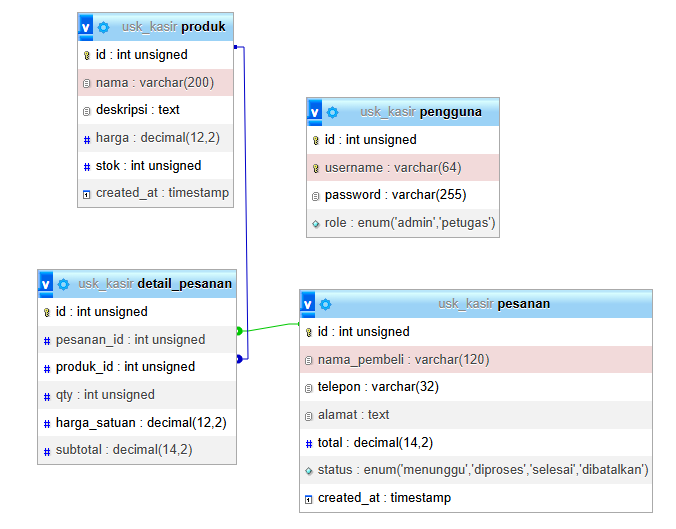 usk_kasir produk
id : int unsigned
nama : varchar(200)
deskripsi : text
harga : decimal(12,2)
stok : int unsigned
created_at : timestamp
usk_kasir pengguna
id : int unsigned
username : varchar(64)
password : varchar(255)
role : enum('admin','petugas')
usk_kasir detail_pesanan
id : int unsigned
pesanan_id : int unsigned
produk_id : int unsigned
qty : int unsigned
harga_satuan : decimal(12,2)
subtotal : decimal(14,2)
usk_kasir pesanan
id : int unsigned
nama_pembeli : varchar(120)
telepon : varchar(32)
alamat : text
total : decimal(14,2)
status : enum('menunggu','diproses','selesai','dibatalkan')
created_at : timestamp